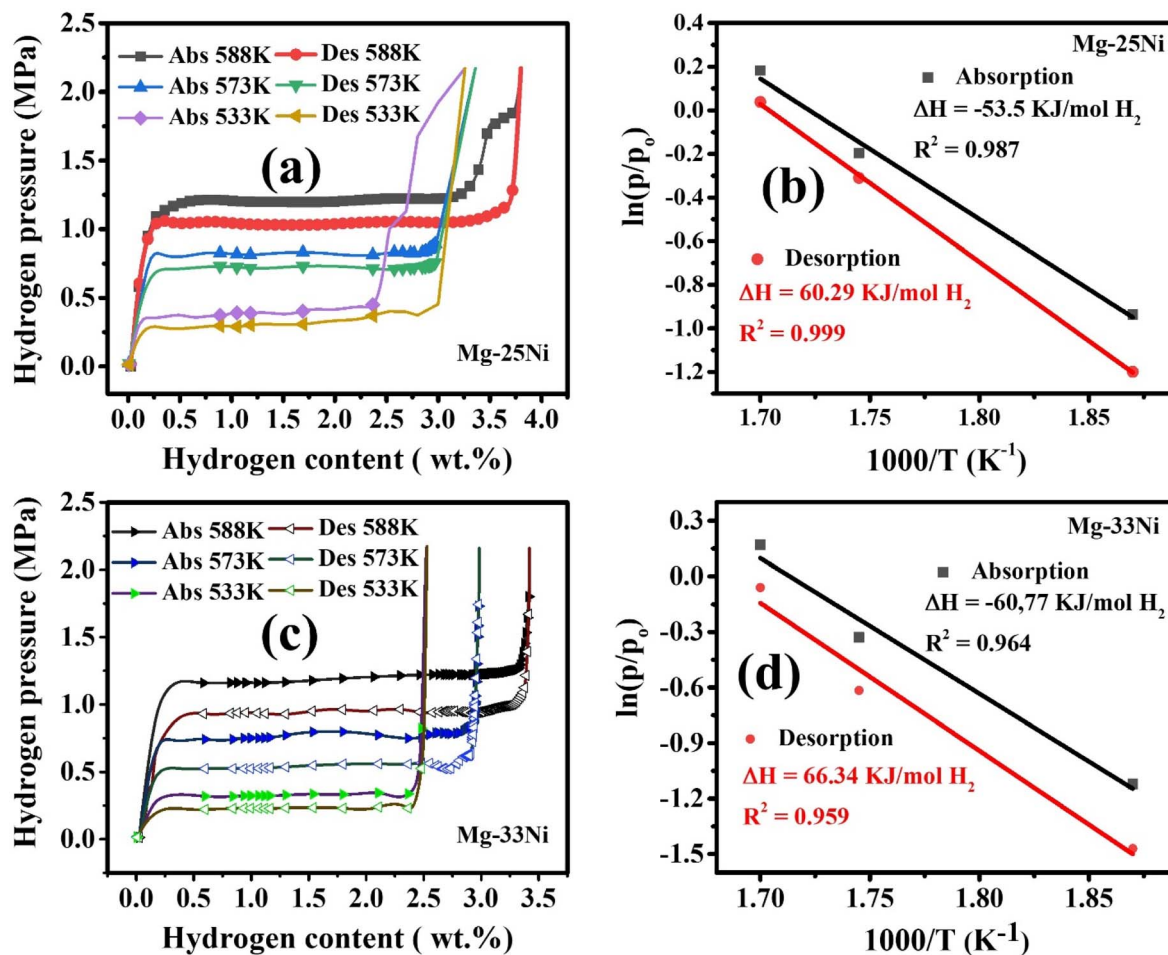 Hydrogen pressure (MPa)
2.5
2.0
1.5
1.0
0.5
0.0
Abs 588K Des 588K
Abs 573K Des 573K
Abs 533K Des 533K
(a)
Mg-25Ni
0.0 0.5 1.0 1.5 2.0 2.5 3.0 3.5 4.0
Hydrogen content ( wt.%)
ln(p/pₒ)
0.4
0.2
0.0
-0.2
-0.4
-0.6
-0.8
-1.0
-1.2
Mg-25Ni
Absorption
ΔH = -53.5 KJ/mol H₂
R² = 0.987
(b)
Desorption
ΔH = 60.29 KJ/mol H₂
R² = 0.999
1.70 1.75 1.80 1.85
1000/T (K⁻¹)
Hydrogen pressure (MPa)
2.5
2.0
1.5
1.0
0.5
0.0
Abs 588K Des 588K
Abs 573K Des 573K
Abs 533K Des 533K
(c)
Mg-33Ni
0.0 0.5 1.0 1.5 2.0 2.5 3.0 3.5
Hydrogen content ( wt.%)
ln(p/pₒ)
0.3
0.0
-0.3
-0.6
-0.9
-1.2
-1.5
Mg-33Ni
Absorption
ΔH = -60,77 KJ/mol H₂
R² = 0.964
(d)
Desorption
ΔH = 66.34 KJ/mol H₂
R² = 0.959
1.70 1.75 1.80 1.85
1000/T (K⁻¹)